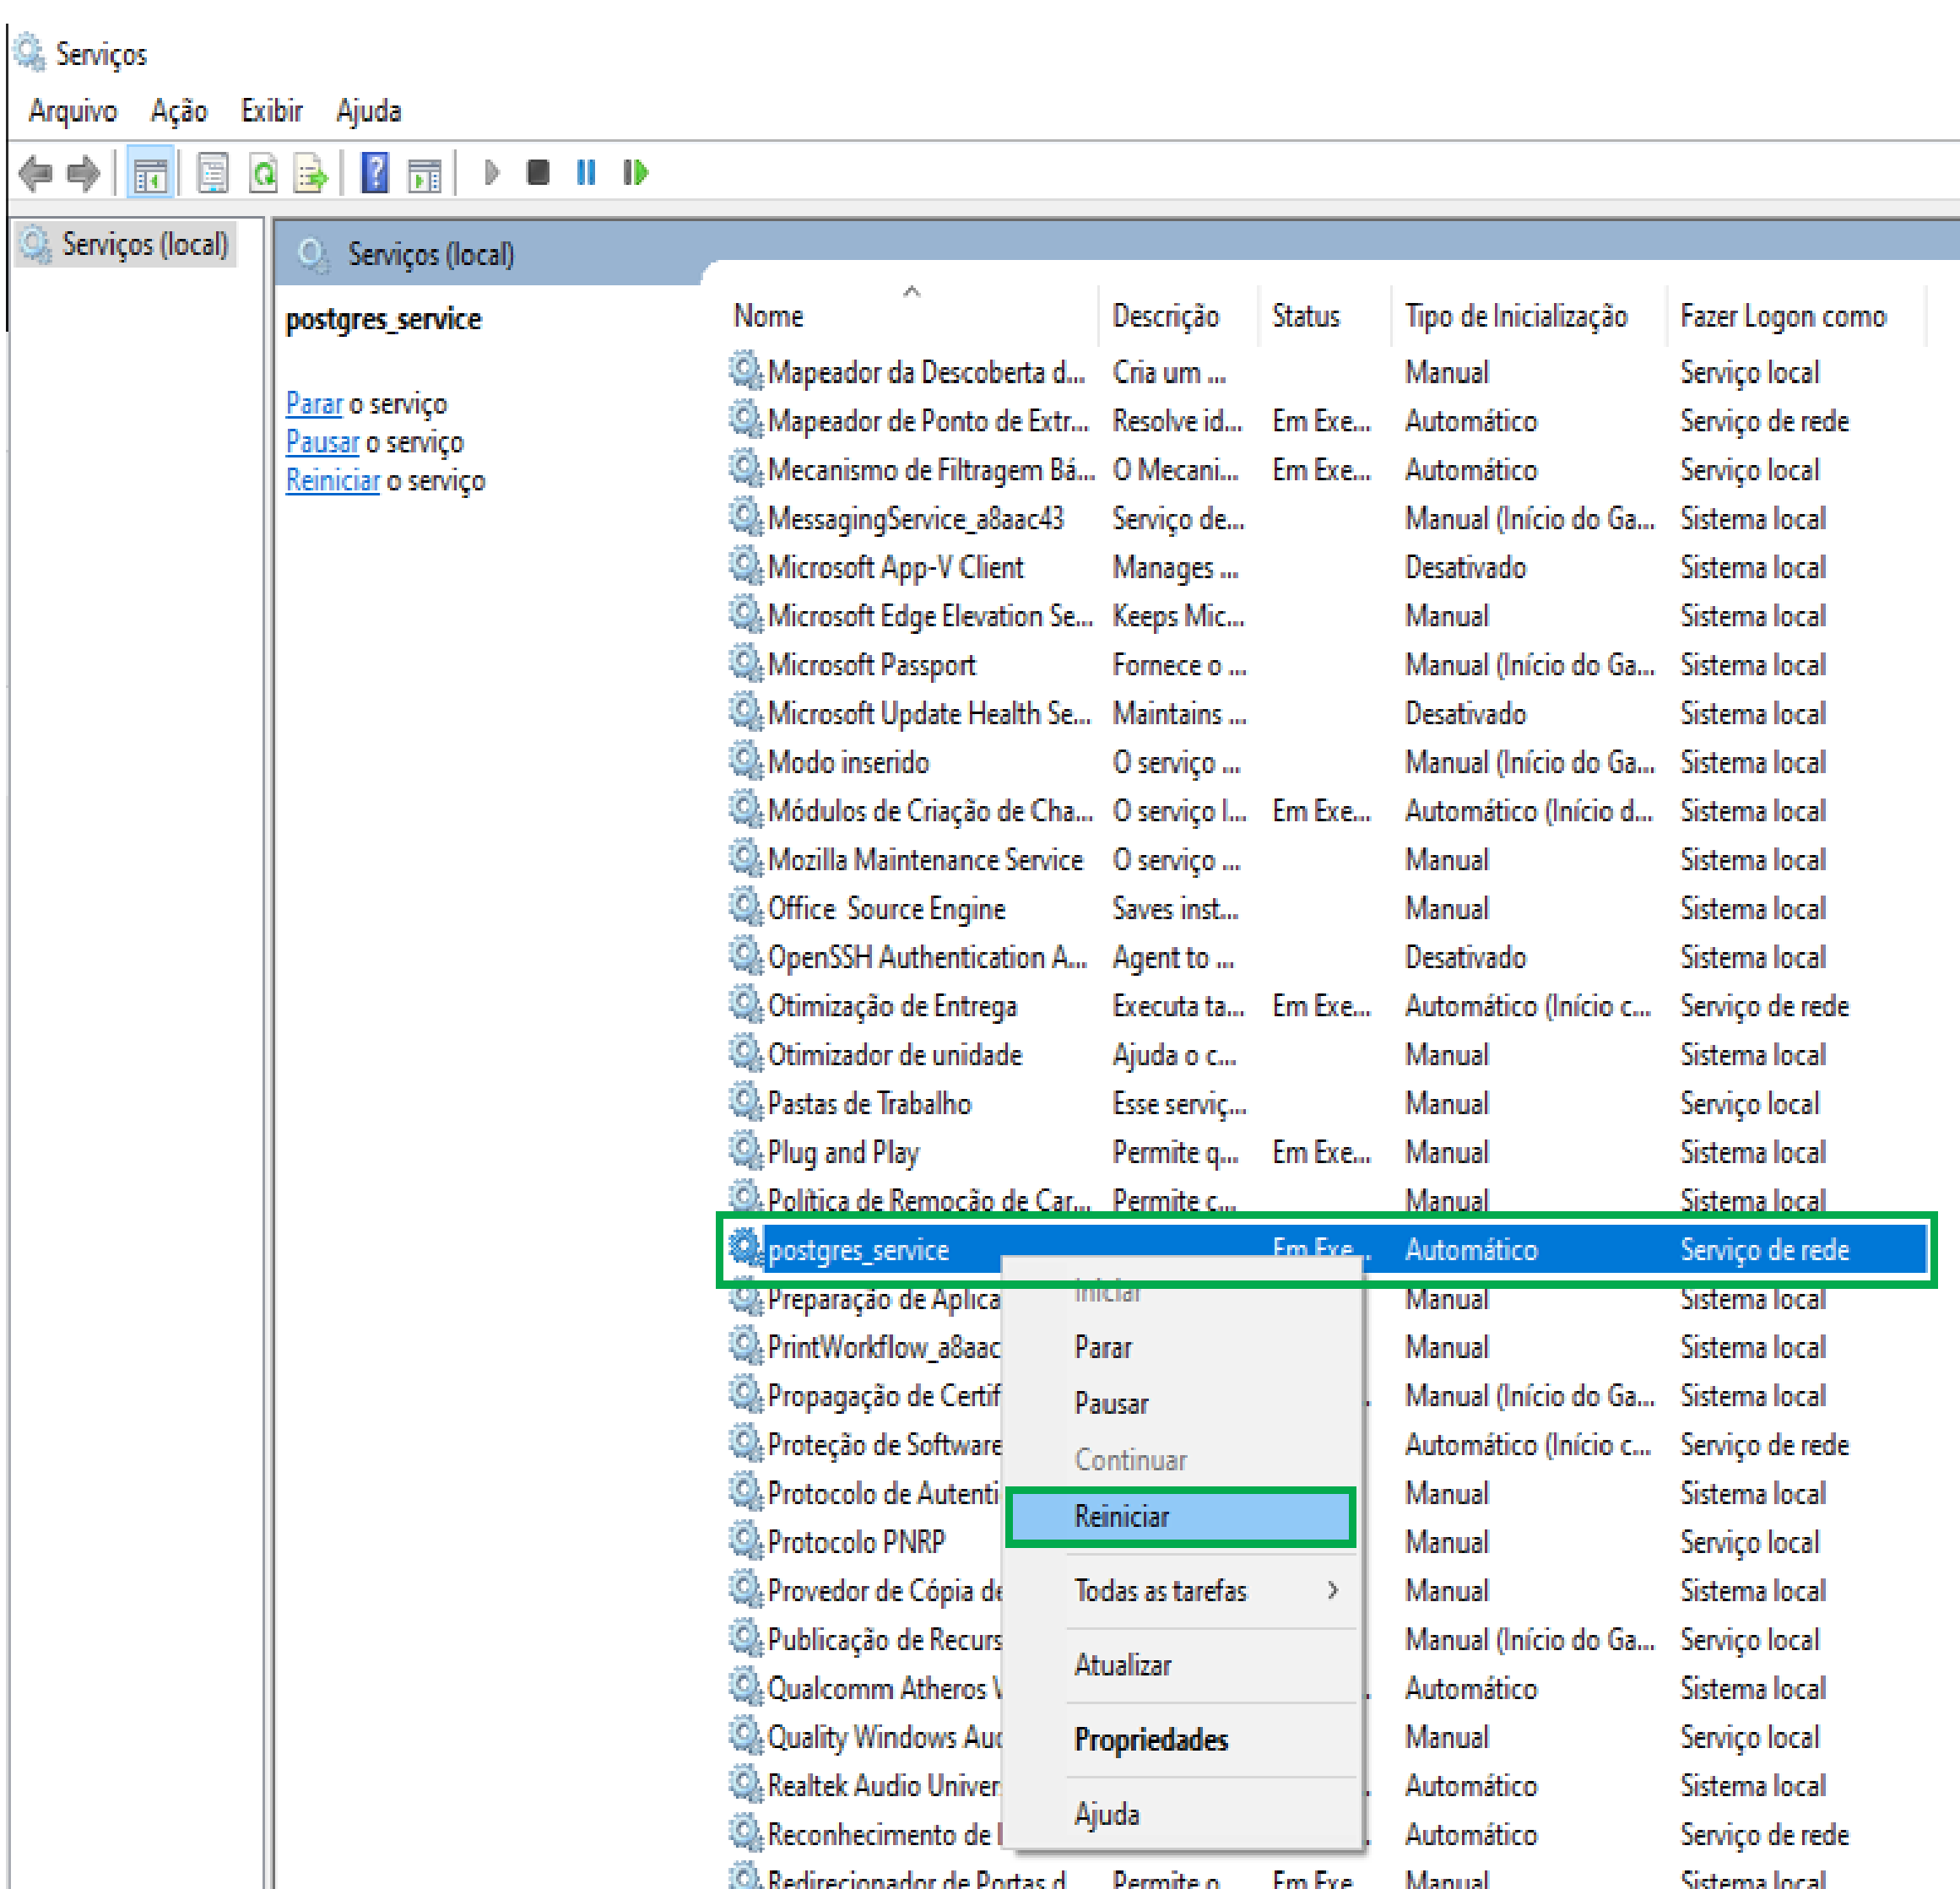 Serviços
Arquivo Ação Exibir Ajuda
Serviços (local)
Serviços (local)
postgres_service
Parar o serviço
Pausar o serviço
Reiniciar o serviço
Nome Descrição Status Tipo de Inicialização Fazer Logon como
Mapeador da Descoberta d... Cria um ... Manual Serviço local
Mapeador de Ponto de Extr... Resolve id... Em Exe... Automático Serviço de rede
Mecanismo de Filtragem Bá... O Mecani... Em Exe... Automático Serviço local
MessagingService_a8aac43 Serviço de... Manual (Início do Ga... Sistema local
Microsoft App-V Client Manages ... Desativado Sistema local
Microsoft Edge Elevation Se... Keeps Mic... Manual Sistema local
Microsoft Passport Fornece o ... Manual (Início do Ga... Sistema local
Microsoft Update Health Se... Maintains ... Desativado Sistema local
Modo inserido O serviço ... Manual (Início do Ga... Sistema local
Módulos de Criação de Cha... O serviço I... Em Exe... Automático (Início d... Sistema local
Mozilla Maintenance Service O serviço ... Manual Sistema local
Office  Source Engine Saves inst... Manual Sistema local
OpenSSH Authentication A... Agent to ... Desativado Sistema local
Otimização de Entrega Executa ta... Em Exe... Automático (Início c... Serviço de rede
Otimizador de unidade Ajuda o c... Manual Sistema local
Pastas de Trabalho Esse serviç... Manual Serviço local
Plug and Play Permite q... Em Exe... Manual Sistema local
Política de Remoção de Car... Permite c... Manual Sistema local
postgres_service Em Exe... Automático Serviço de rede
Preparação de Aplica Manual Sistema local
PrintWorkflow_a8aac Manual Sistema local
Propagação de Certif Manual (Início do Ga... Sistema local
Proteção de Software Automático (Início c... Serviço de rede
Protocolo de Autenti Manual Sistema local
Protocolo PNRP Manual Serviço local
Provedor de Cópia de Manual Sistema local
Publicação de Recurs Manual (Início do Ga... Serviço local
Qualcomm Atheros Automático Sistema local
Quality Windows Auc Manual Serviço local
Realtek Audio Univer Automático Sistema local
Reconhecimento de Automático Serviço de rede
Redirecionador de Portas d Permite o Em Exe Manual Sistema local
Iniciar
Parar
Pausar
Continuar
Reiniciar
Todas as tarefas
Atualizar
Propriedades
Ajuda